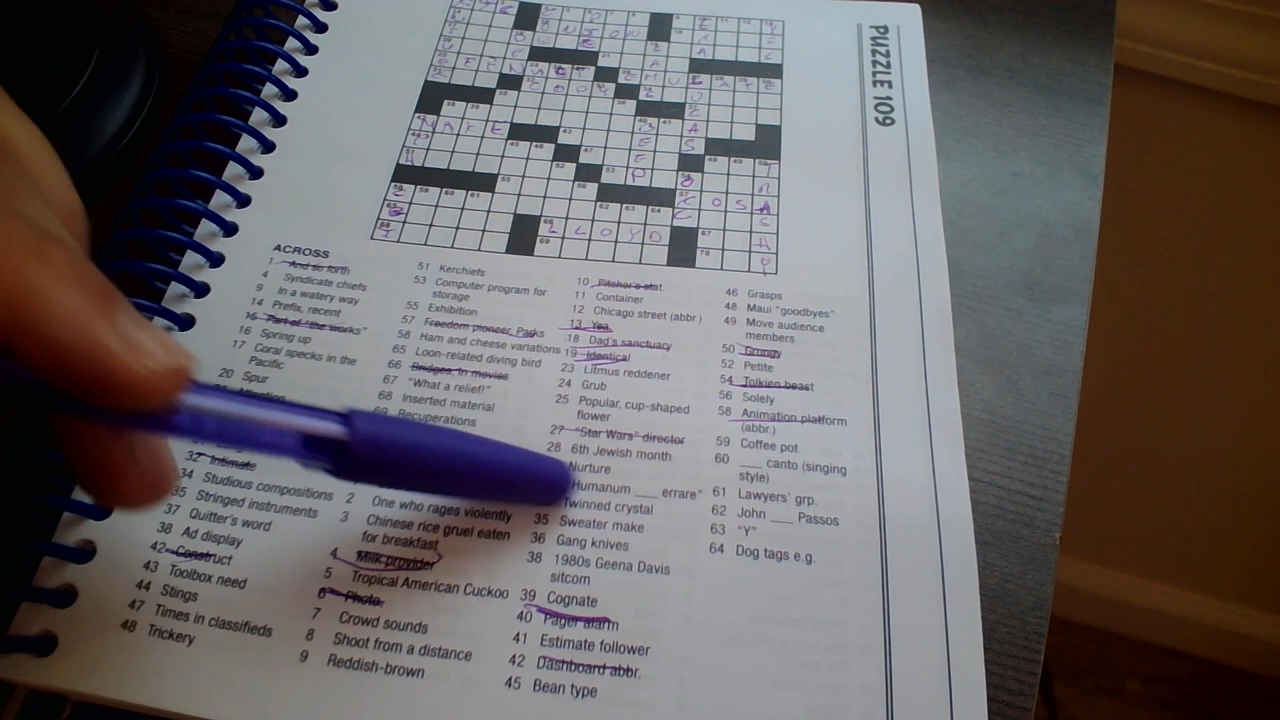 PUZZLE 109
ACROSS
1 And so forth
4 Syndicate chiefs
9 In a watery way
14 Prefix, recent
15 Part of "the works"
16 Spring up
17 Coral specks in the
Pacific
20 Spur
32 Intimate
34 Studious compositions
35 Stringed instruments
37 Quitter's word
38 Ad display
42 Construct
43 Toolbox need
44 Stings
47 Times in classifieds
48 Trickery
51 Kerchiefs
53 Computer program for
storage
55 Exhibition
57 Freedom pioneer, Parks
58 Ham and cheese variations
65 Loon-related diving bird
66 Bridges, in movies
67 "What a relief!"
68 Inserted material
69 Recuperations
2 One who rages violently
3 Chinese rice gruel eaten
for breakfast
4 Milk provider
5 Tropical American Cuckoo
6 Photo
7 Crowd sounds
8 Shoot from a distance
9 Reddish-brown
10 Pitcher's stat.
11 Container
12 Chicago street (abbr.)
13 Yea
18 Dad's sanctuary
19 Identical
23 Litmus reddener
24 Grub
25 Popular, cup-shaped
flower
27 "Star Wars" director
28 6th Jewish month
Nurture
"Humanum ___ errare"
Twinned crystal
35 Sweater make
36 Gang knives
38 1980s Geena Davis
sitcom
39 Cognate
40 Pager alarm
41 Estimate follower
42 Dashboard abbr.
45 Bean type
46 Grasps
48 Maui "goodbyes"
49 Move audience
members
50 Grungy
52 Petite
54 Tolkien beast
56 Solely
58 Animation platform
(abbr.)
59 Coffee pot
60 ___ canto (singing
style)
61 Lawyers' grp.
62 John ___ Passos
63 "Y"
64 Dog tags e.g.